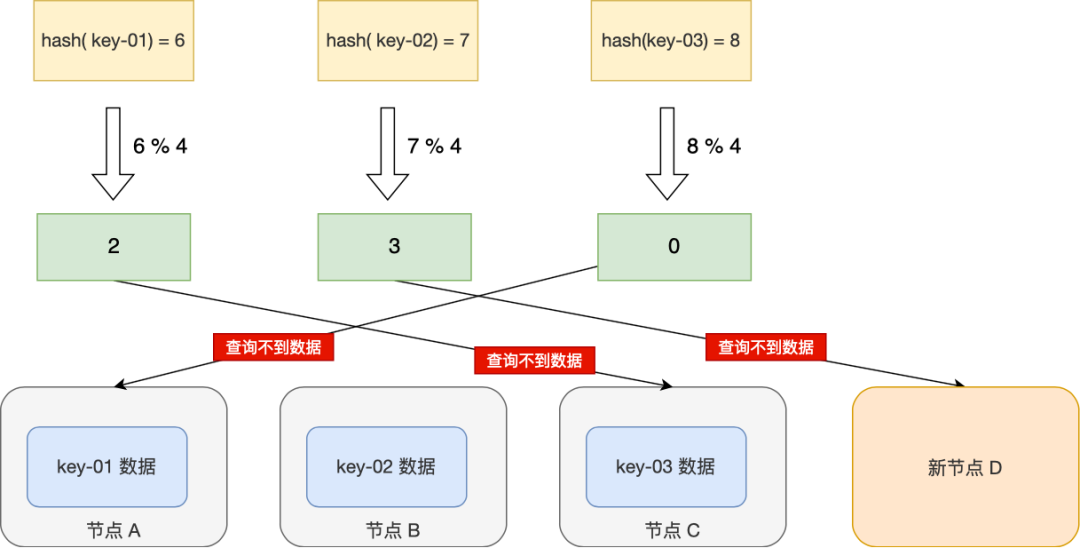 hash( key-01) = 6
hash( key-02) = 7
hash(key-03) = 8
6 % 4
7 % 4
8 % 4
2
3
0
查询不到数据
查询不到数据
查询不到数据
key-01 数据
key-02 数据
key-03 数据
新节点 D
节点 A
节点 B
节点 C